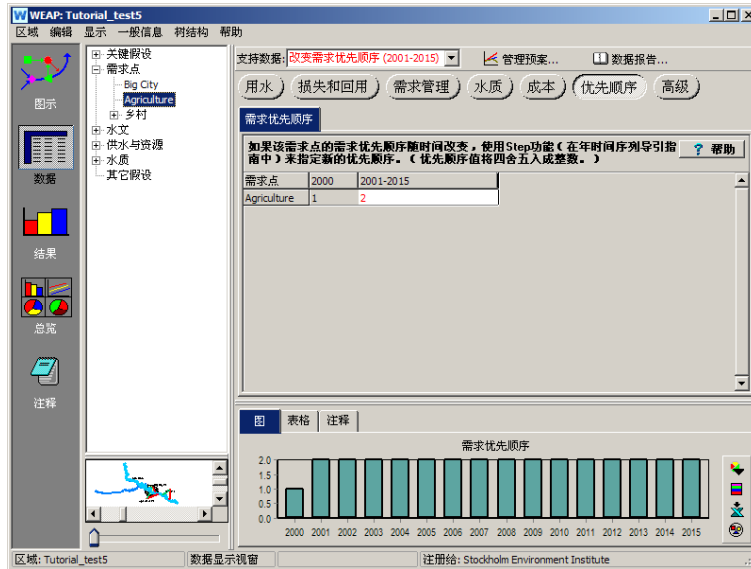 WEAP: Tutorial_test5
区域 编辑 显示 一般信息 树结构 帮助
图示
数据
结果
总览
注释
关键假设
需求点
Big City
Agriculture
乡村
水文
供水与资源
水质
其它假设
支持数据: 改变需求优先顺序 (2001-2015) 管理预案... 数据报告...
用水 损失和回用 需求管理 水质 成本 优先顺序 高级
需求优先顺序
如果该需求点的需求优先顺序随时间改变，使用Step功能（在年时间序列导引指
南中）来指定新的优先顺序。（优先顺序值将四舍五入成整数。）
? 帮助
需求点 2000 2001-2015
Agriculture 1 2
图 表格 注释
需求优先顺序
2.0
1.5
1.0
0.5
0.0
2000 2001 2002 2003 2004 2005 2006 2007 2008 2009 2010 2011 2012 2013 2014 2015
区域: Tutorial_test5 数据显示视窗 注册给: Stockholm Environment Institute